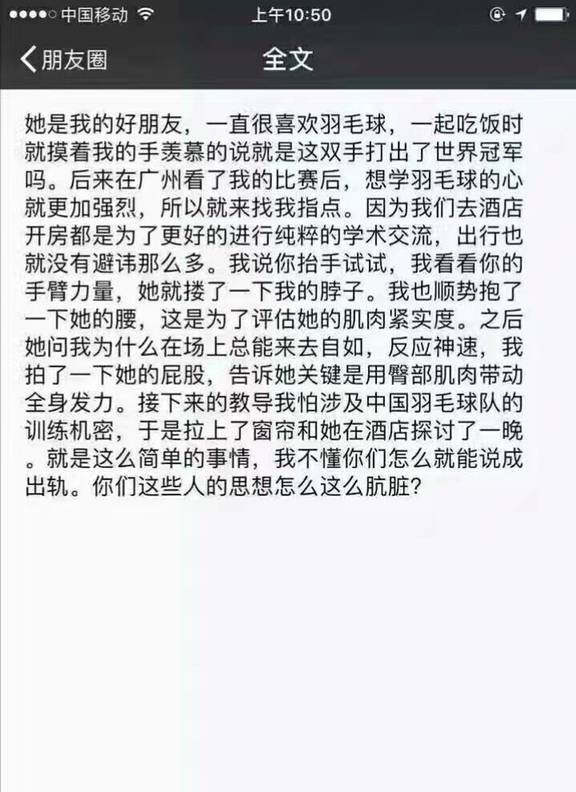 中国移动 上午10:50
朋友圈 全文
她是我的好朋友，一直很喜欢羽毛球，一起吃饭时
就摸着我的手羡慕的说就是这双手打出了世界冠军
吗。后来在广州看了我的比赛后，想学羽毛球的心
就更加强烈，所以就来找我指点。因为我们去酒店
开房都是为了更好的进行纯粹的学术交流，出行也
就没有避讳那么多。我说你抬手试试，我看看你的
手臂力量，她就搂了一下我的脖子。我也顺势抱了
一下她的腰，这是为了评估她的肌肉紧实度。之后
她问我为什么在场上总能来去自如，反应神速，我
拍了一下她的屁股，告诉她关键是用臀部肌肉带动
全身发力。接下来的教导我怕涉及中国羽毛球队的
训练机密，于是拉上了窗帘和她在酒店探讨了一晚
。就是这么简单的事情，我不懂你们怎么就能说成
出轨。你们这些人的思想怎么这么肮脏？